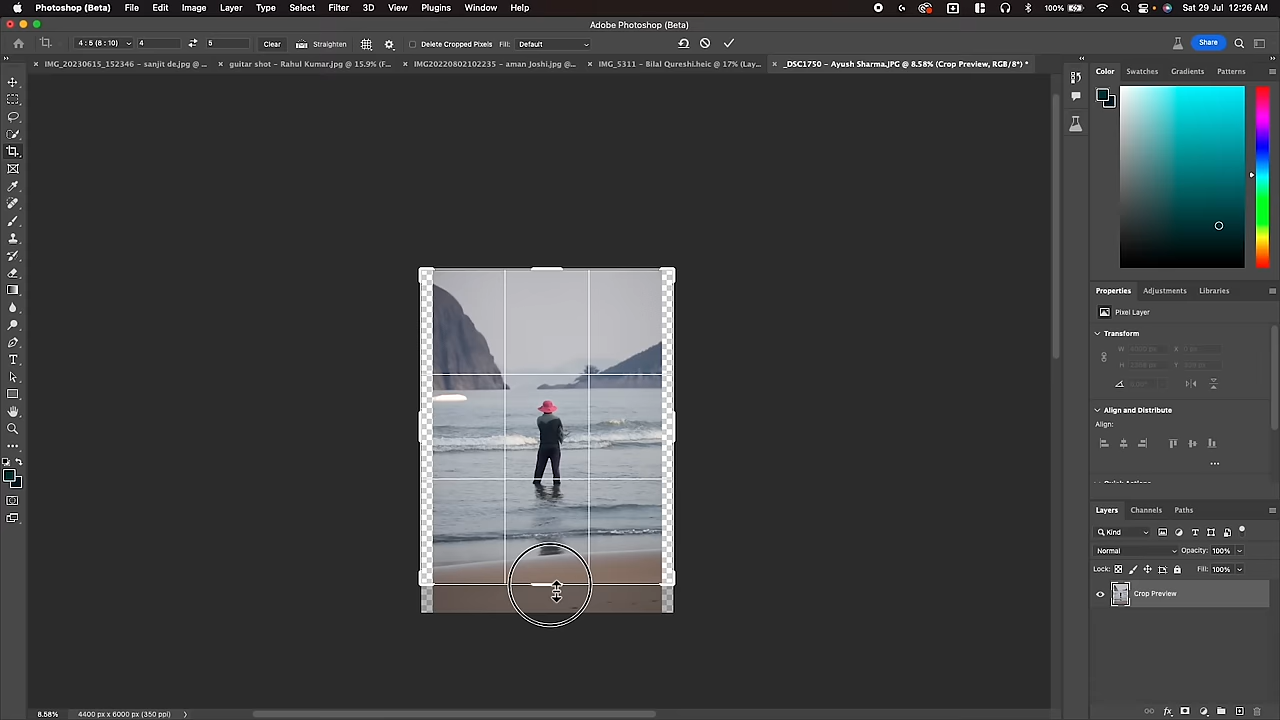 Photoshop (Beta) File Edit Image Layer Type Select Filter 3D View Plugins Window Help 100% Sat 29 Jul 12:26 AM
Adobe Photoshop (Beta)
4 : 5 (8 : 10) 4 5 Clear Straighten Delete Cropped Pixels Fill: Default Share
IMG_20230615_152346 – sanjit de.jpg @ ... guitar shot – Rahul Kumar.jpg @ 15.9% (F... IMG20220802102235 – aman Joshi.jpg @... IMG_5311 – Bilal Qureshi.heic @ 17% (Lay... _DSC1750 – Ayush Sharma.JPG @ 8.58% (Crop Preview, RGB/8*) *
Color Swatches Gradients Patterns
Properties Adjustments Libraries
Pixel Layer
Transform
Align and Distribute
Align:
Layers Channels Paths
Kind
Normal Opacity: 100%
Lock: Fill: 100%
Crop Preview
8.58% 4400 px x 6000 px (350 ppi)